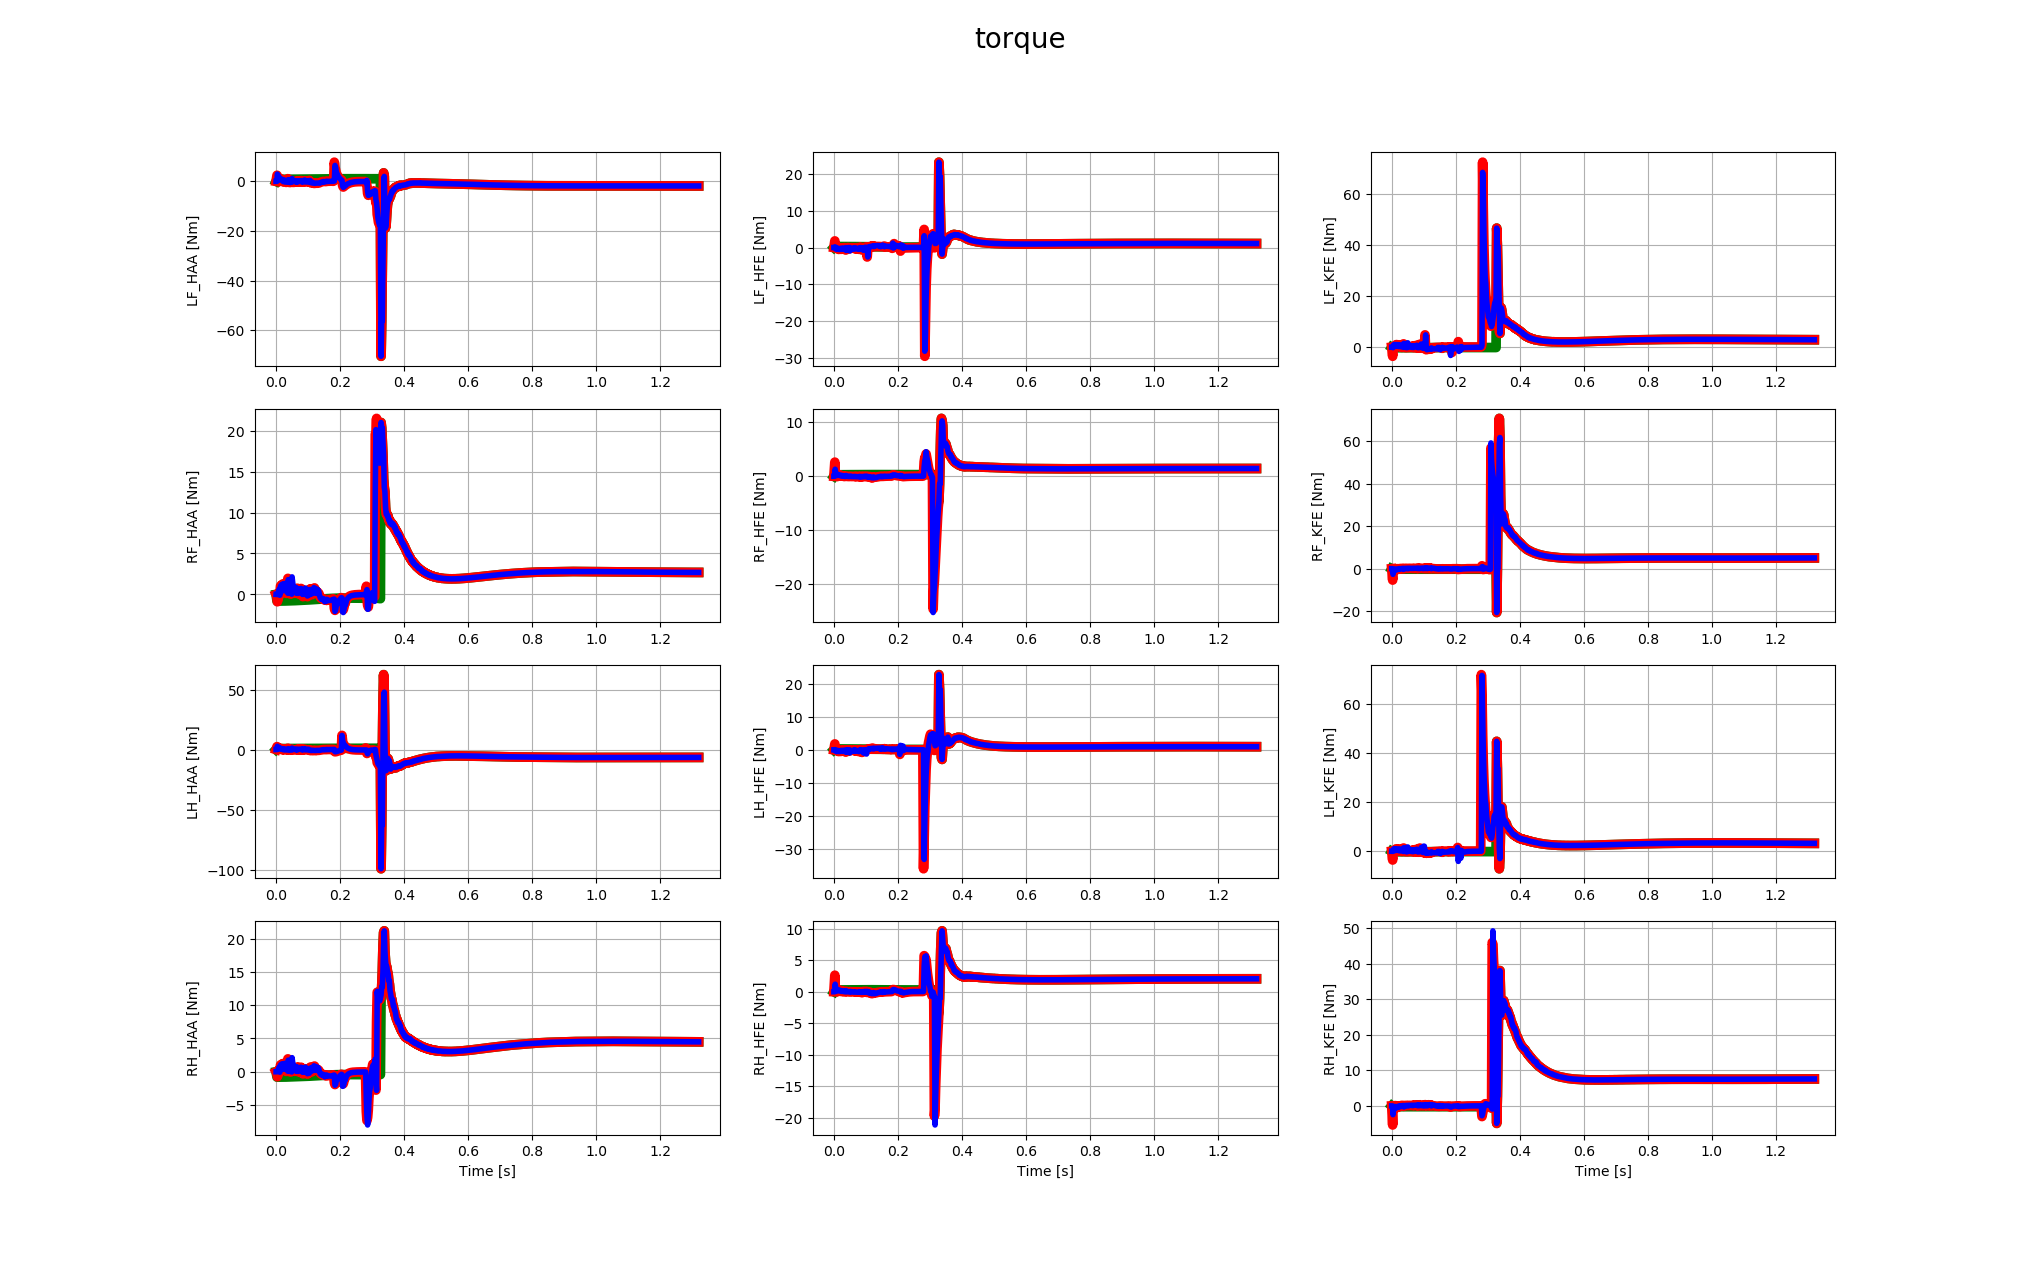 torque
LF_HAA [Nm]
0
−20
−40
−60
0.0 0.2 0.4 0.6 0.8 1.0 1.2
LF_HFE [Nm]
20
10
0
−10
−20
−30
0.0 0.2 0.4 0.6 0.8 1.0 1.2
LF_KFE [Nm]
60
40
20
0
0.0 0.2 0.4 0.6 0.8 1.0 1.2
RF_HAA [Nm]
20
15
10
5
0
0.0 0.2 0.4 0.6 0.8 1.0 1.2
RF_HFE [Nm]
10
0
−10
−20
0.0 0.2 0.4 0.6 0.8 1.0 1.2
RF_KFE [Nm]
60
40
20
0
−20
0.0 0.2 0.4 0.6 0.8 1.0 1.2
LH_HAA [Nm]
50
0
−50
−100
0.0 0.2 0.4 0.6 0.8 1.0 1.2
LH_HFE [Nm]
20
10
0
−10
−20
−30
0.0 0.2 0.4 0.6 0.8 1.0 1.2
LH_KFE [Nm]
60
40
20
0
0.0 0.2 0.4 0.6 0.8 1.0 1.2
RH_HAA [Nm]
20
15
10
5
0
−5
0.0 0.2 0.4 0.6 0.8 1.0 1.2
Time [s]
RH_HFE [Nm]
10
5
0
−5
−10
−15
−20
0.0 0.2 0.4 0.6 0.8 1.0 1.2
Time [s]
RH_KFE [Nm]
50
40
30
20
10
0
0.0 0.2 0.4 0.6 0.8 1.0 1.2
Time [s]